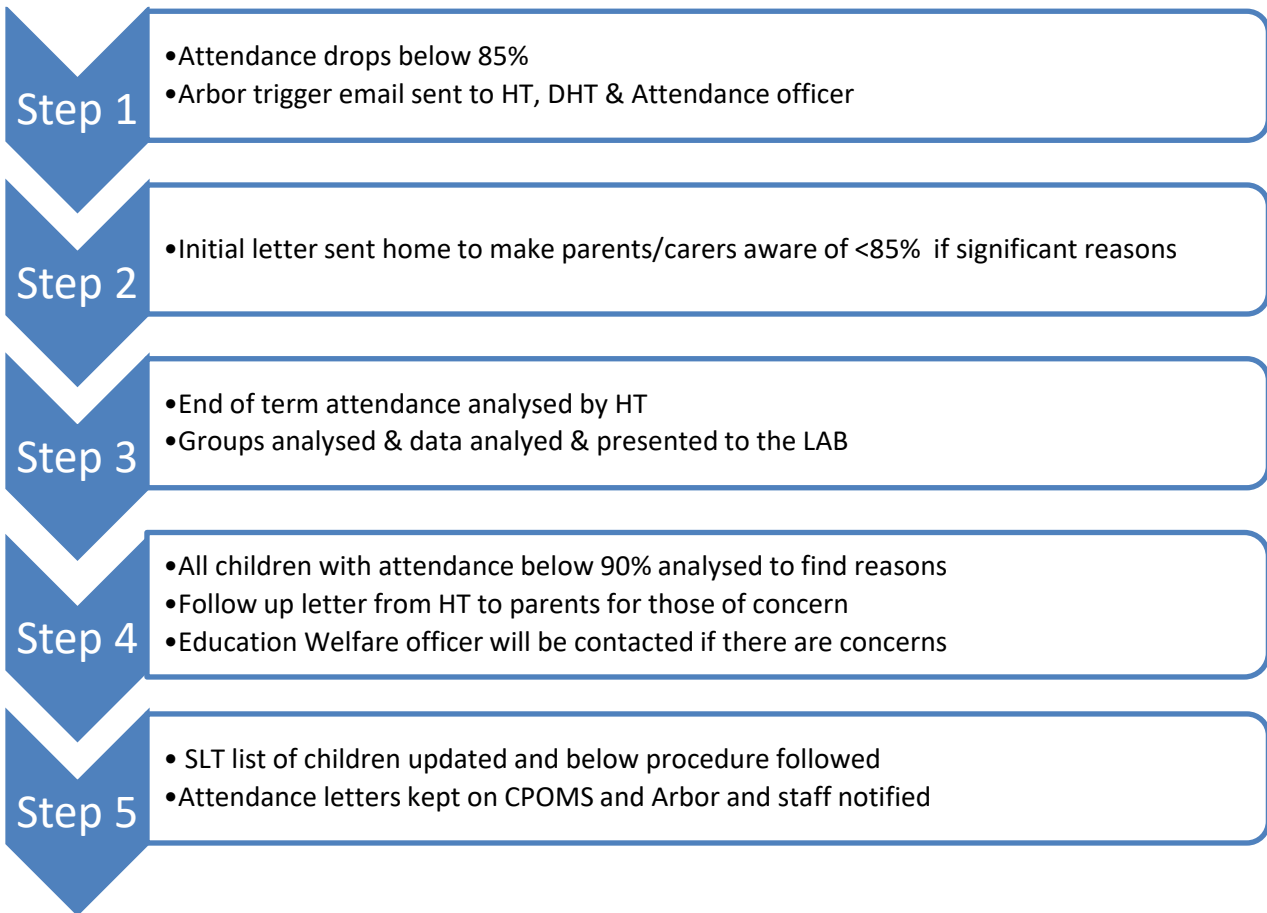 Step 1
•Attendance drops below 85%
•Arbor trigger email sent to HT, DHT & Attendance officer
Step 2
•Initial letter sent home to make parents/carers aware of <85%  if significant reasons
Step 3
•End of term attendance analysed by HT
•Groups analysed & data analyed & presented to the LAB
Step 4
•All children with attendance below 90% analysed to find reasons
•Follow up letter from HT to parents for those of concern
•Education Welfare officer will be contacted if there are concerns
Step 5
• SLT list of children updated and below procedure followed
•Attendance letters kept on CPOMS and Arbor and staff notified